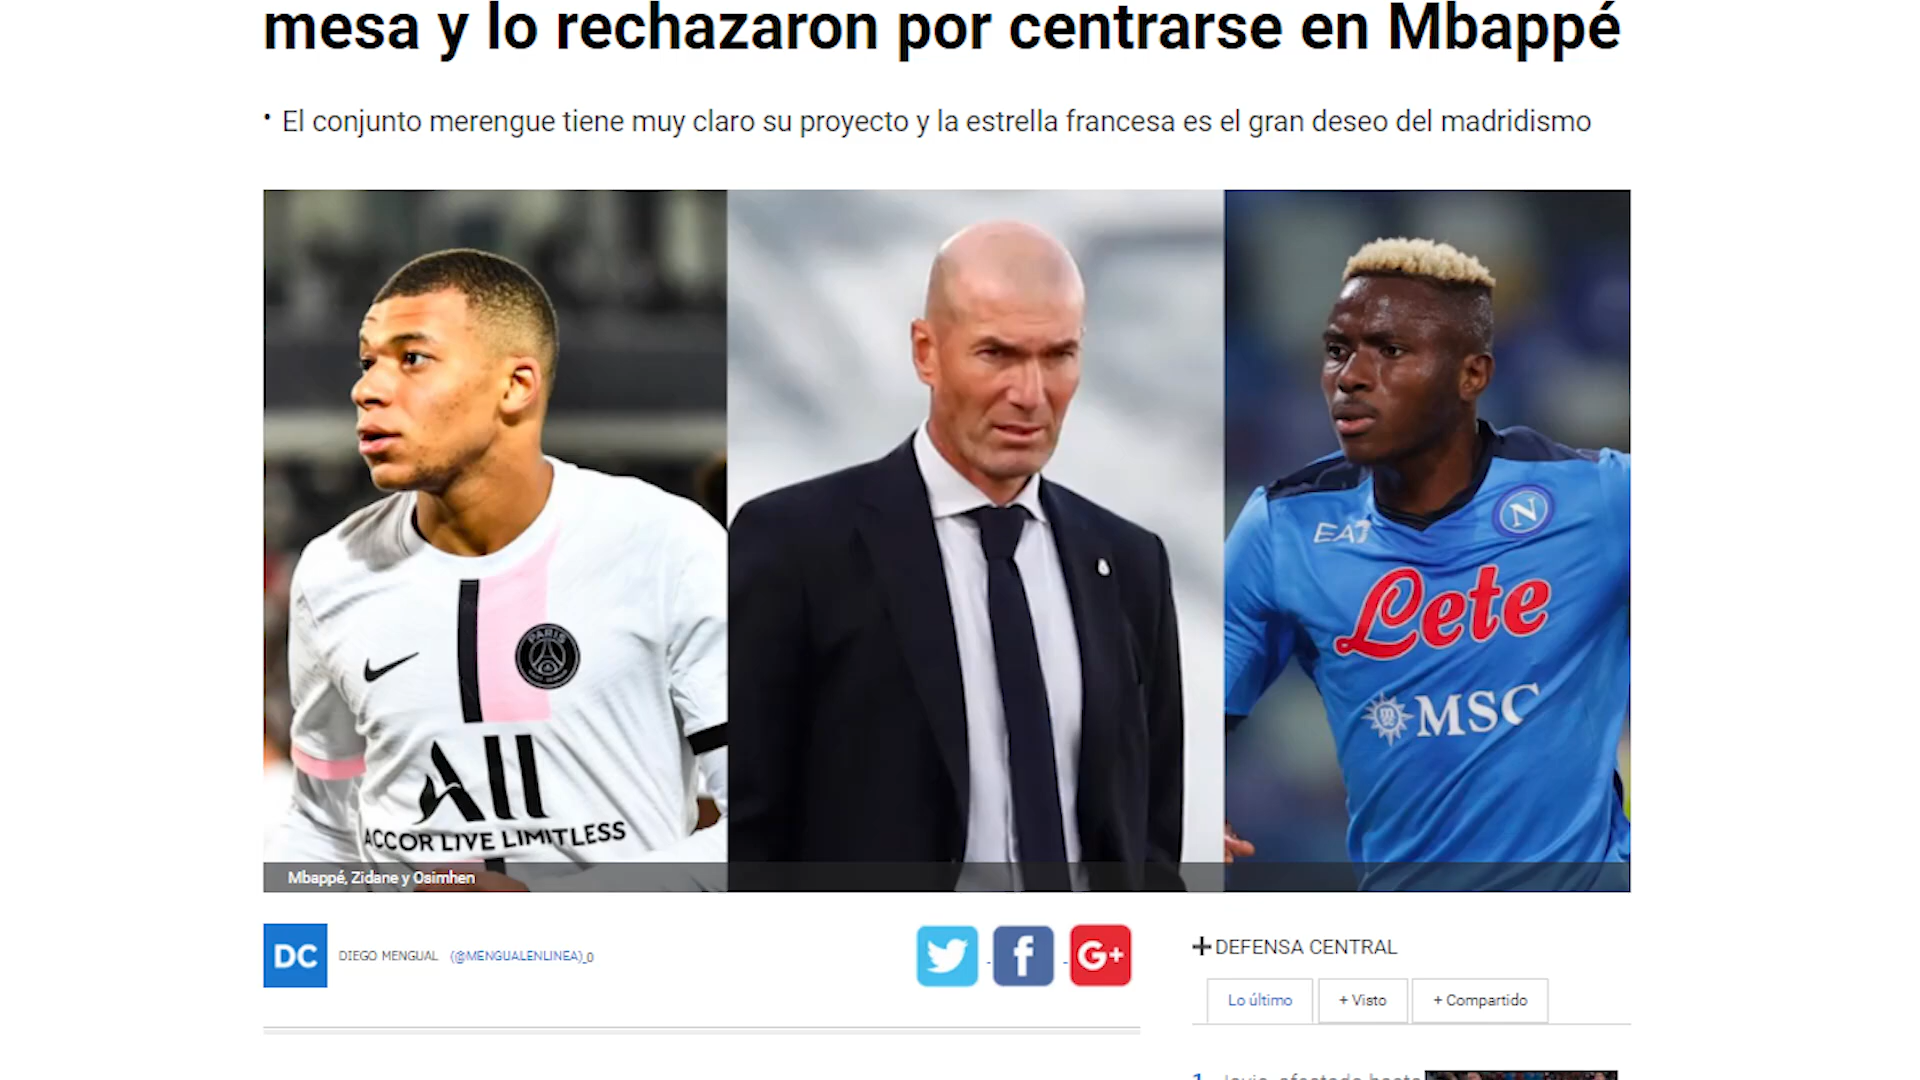 mesa y lo rechazaron por centrarse en Mbappé
• El conjunto merengue tiene muy claro su proyecto y la estrella francesa es el gran deseo del madridismo
PARIS
All
ACCOR LIVE LIMITLESS
N
EA7
Lete
MSC
Mbappé, Zidane y Osimhen
DC
DIEGO MENGUAL (@MENGUALENLINEA)_0
f
G+
+DEFENSA CENTRAL
Lo último
+ Visto
+ Compartido
1